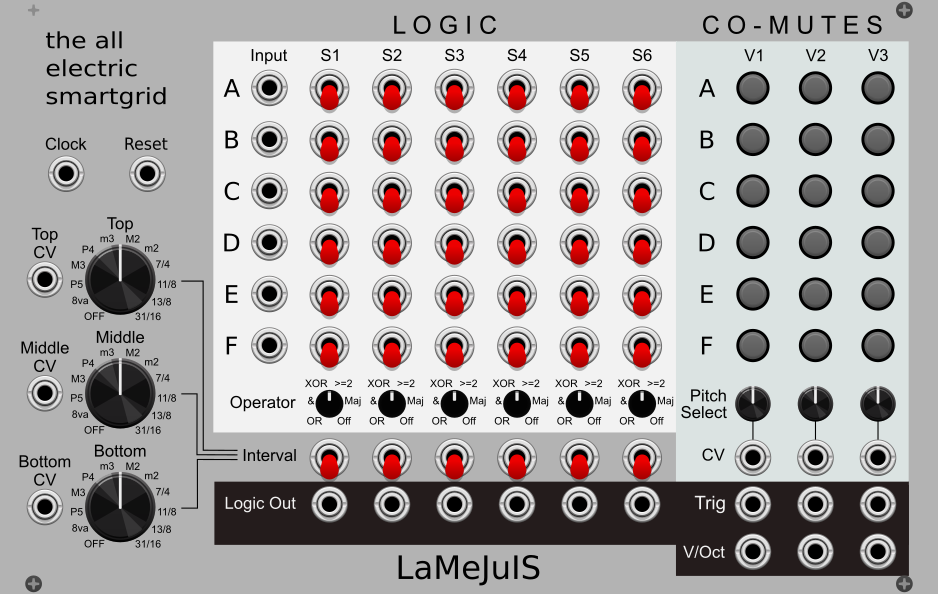 LOGIC
CO-MUTES
the all
electric
smartgrid
Clock
Reset
Input S1 S2 S3 S4 S5 S6
V1 V2 V3
A
B
C
D
E
F
A
B
C
D
E
F
Top
CV
Top
m3 M2
P4 m2
M3 7/4
P5 11/8
8va 13/8
OFF 31/16
Middle
CV
Middle
m3 M2
P4 m2
M3 7/4
P5 11/8
8va 13/8
OFF 31/16
Bottom
CV
Bottom
m3 M2
P4 m2
M3 7/4
P5 11/8
8va 13/8
OFF 31/16
XOR >=2 XOR >=2 XOR >=2 XOR >=2 XOR >=2 XOR >=2
Operator & Maj & Maj & Maj & Maj & Maj & Maj
OR Off OR Off OR Off OR Off OR Off OR Off
Pitch
Select
Interval
CV
Logic Out
Trig
V/Oct
LaMeJuIS